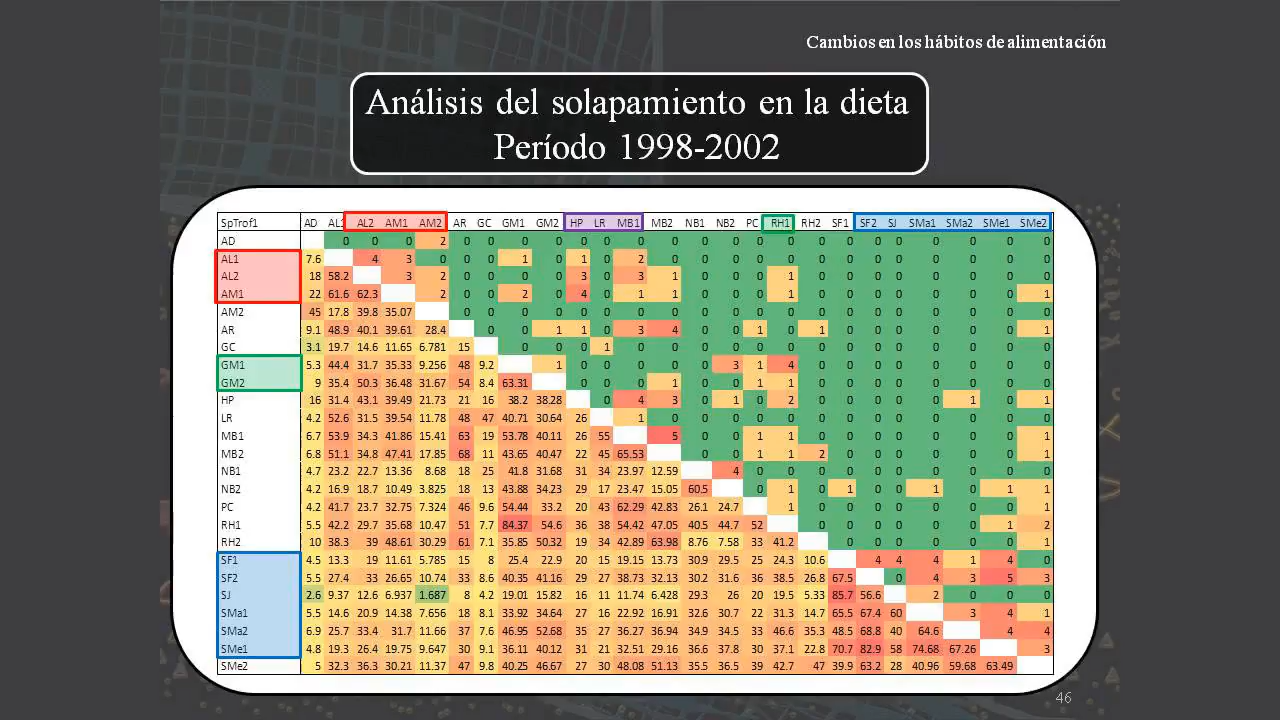 Cambios en los hábitos de alimentación
Análisis del solapamiento en la dieta
Período 1998-2002
SpTrof1 AD AL1 AL2 AM1 AM2 AR GC GM1 GM2 HP LR MB1 MB2 NB1 NB2 PC RH1 RH2 SF1 SF2 SJ SMa1 SMa2 SMe1 SMe2
AD 0 0 0 2 0 0 0 0 0 0 0 0 0 0 0 0 0 0 0 0 0 0 0 0
AL1 7.6 4 3 0 0 0 1 0 1 0 2 0 0 0 0 0 0 0 0 0 0 0 0 0
AL2 18 58.2 3 2 0 0 0 0 3 0 3 1 0 0 0 1 0 0 0 0 0 0 0 0
AM1 22 61.6 62.3 2 0 0 2 0 4 0 1 1 0 0 0 1 0 0 0 0 0 0 0 1
AM2 45 17.8 39.8 35.07 0 0 0 0 0 0 0 0 0 0 0 0 0 0 0 0 0 0 0 0
AR 9.1 48.9 40.1 39.61 28.4 0 0 1 1 0 3 4 0 0 1 0 1 0 0 0 0 0 0 1
GC 3.1 19.7 14.6 11.65 6.781 15 0 0 0 1 0 0 0 0 0 0 0 0 0 0 0 0 0 0
GM1 5.3 44.4 31.7 35.33 9.256 48 9.2 1 0 0 0 0 0 3 1 4 0 0 0 0 0 0 0 0
GM2 9 35.4 50.3 36.48 31.67 54 8.4 63.31 0 0 0 1 0 0 1 1 0 0 0 0 0 0 0 0
HP 16 31.4 43.1 39.49 21.73 21 16 38.2 38.28 0 4 3 0 1 0 2 0 0 0 0 0 1 0 1
LR 4.2 52.6 31.5 39.54 11.78 48 47 40.71 30.64 26 1 0 0 0 0 0 0 0 0 0 0 0 0 0
MB1 6.7 53.9 34.3 41.86 15.41 63 19 53.78 40.11 26 55 5 0 0 1 1 0 0 0 0 0 0 0 1
MB2 6.8 51.1 34.8 47.41 17.85 68 11 43.65 40.47 22 45 65.53 0 0 1 1 2 0 0 0 0 0 0 1
NB1 4.7 23.2 22.7 13.36 8.68 18 25 41.8 31.68 31 34 23.97 12.59 4 0 0 0 0 0 0 0 0 0 0
NB2 4.2 16.9 18.7 10.49 3.825 18 13 43.88 34.23 29 17 23.47 15.05 60.5 0 1 0 1 0 0 1 0 1 1
PC 4.2 41.7 23.7 32.75 7.324 46 9.6 54.44 33.2 20 43 62.29 42.83 26.1 24.7 1 0 0 0 0 0 0 0 0
RH1 5.5 42.2 29.7 35.68 10.47 51 7.7 84.37 54.6 36 38 54.42 47.05 40.5 44.7 52 0 0 0 0 0 0 1 2
RH2 10 38.3 39 48.61 30.29 61 7.1 35.85 50.32 19 34 42.89 63.98 8.76 7.58 33 41.2 0 0 0 0 0 0 1
SF1 4.5 13.3 19 11.61 5.785 15 8 25.4 22.9 20 15 19.15 13.73 30.9 29.5 25 24.3 10.6 4 4 4 1 4 0
SF2 5.5 27.4 33 26.65 10.74 33 8.6 40.35 41.16 29 27 38.73 32.13 30.2 31.6 36 38.5 26.8 67.5 0 4 3 5 3
SJ 2.6 9.37 12.6 6.937 1.687 8 4.2 19.01 15.82 16 11 11.74 6.428 29.3 26 20 19.5 5.33 85.7 56.6 2 0 0 0
SMa1 5.5 14.6 20.9 14.38 7.656 18 8.1 33.92 34.64 27 16 22.92 16.91 32.6 30.7 22 31.3 14.7 65.5 67.4 60 3 4 1
SMa2 6.9 25.7 33.4 31.7 11.66 37 7.6 46.95 52.68 35 27 36.27 36.94 34.9 34.5 33 46.6 35.3 48.5 68.8 40 64.6 4 4
SMe1 4.8 19.3 26.4 19.75 9.647 30 9.1 36.11 40.12 31 21 32.51 29.16 36.6 37.8 30 37.1 22.8 70.7 82.9 58 74.68 67.26 3
SMe2 5 32.3 36.3 30.21 11.37 47 9.8 40.25 46.67 27 30 48.08 51.13 35.5 36.5 39 42.7 47 39.9 63.2 28 40.96 59.68 63.49
46